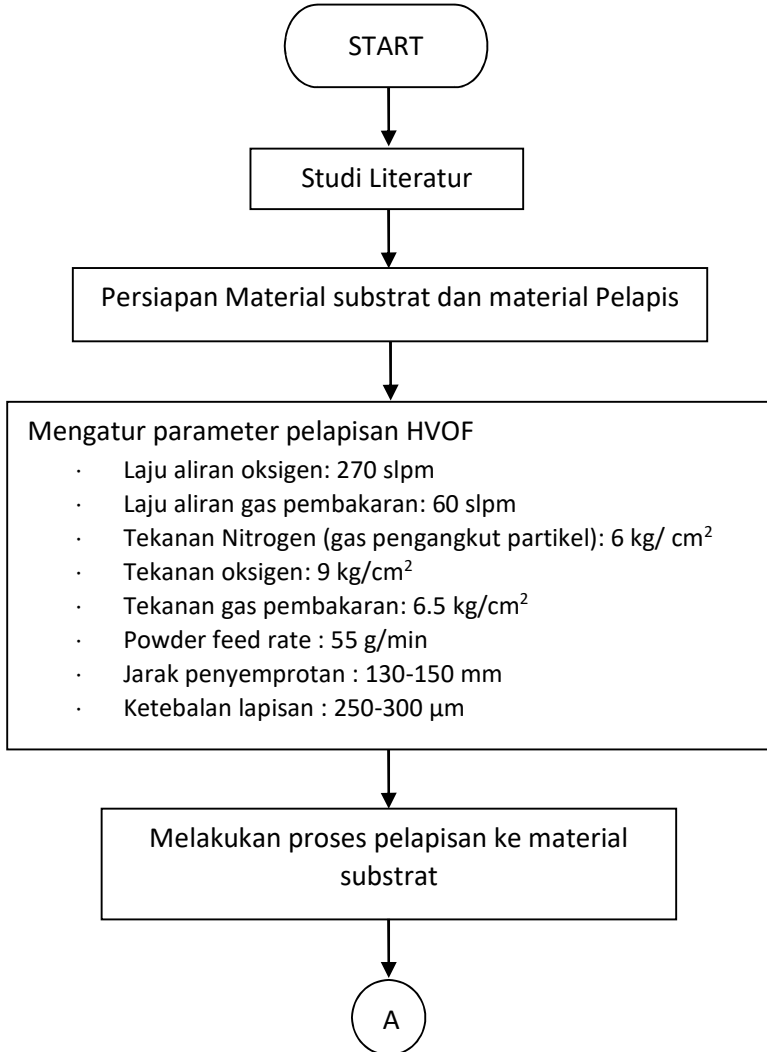 START
Studi Literatur
Persiapan Material substrat dan material Pelapis
Mengatur parameter pelapisan HVOF
· Laju aliran oksigen: 270 slpm
· Laju aliran gas pembakaran: 60 slpm
· Tekanan Nitrogen (gas pengangkut partikel): 6 kg/ cm²
· Tekanan oksigen: 9 kg/cm²
· Tekanan gas pembakaran: 6.5 kg/cm²
· Powder feed rate : 55 g/min
· Jarak penyemprotan : 130-150 mm
· Ketebalan lapisan : 250-300 µm
Melakukan proses pelapisan ke material
substrat
A